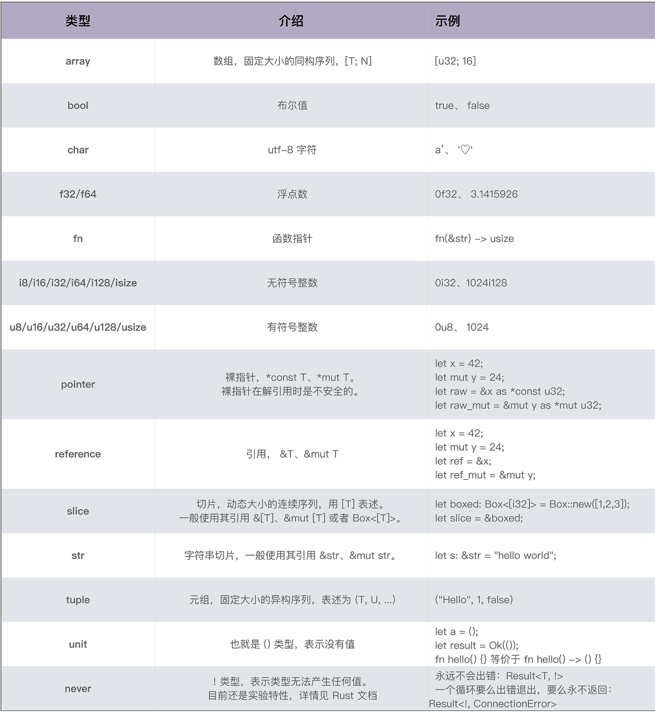 类型 介绍 示例
array 数组，固定大小的同构序列，[T; N] [u32; 16]
bool 布尔值 true、 false
char utf-8 字符 a'、 '♡'
f32/f64 浮点数 0f32、 3.1415926
fn 函数指针 fn(&str) -> usize
i8/i16/i32/i64/i128/isize 无符号整数 0i32、1024i128
u8/u16/u32/u64/u128/usize 有符号整数 0u8、 1024
pointer
裸指针，*const T、*mut T。
裸指针在解引用时是不安全的。
let x = 42;
let mut y = 24;
let raw = &x as *const u32;
let raw_mut = &mut y as *mut u32;
reference
引用， &T、&mut T
let x = 42;
let mut y = 24;
let ref = &x;
let ref_mut = &mut y;
slice
切片，动态大小的连续序列，用 [T] 表述。
一般使用其引用 &[T]、&mut [T] 或者 Box<[T]>。
let boxed: Box<[i32]> = Box::new([1,2,3]);
let slice = &boxed;
str 字符串切片，一般使用其引用 &str、&mut str。 let s: &str = "hello world";
tuple 元组，固定大小的异构序列，表述为 (T, U, ...) ("Hello", 1, false)
unit
也就是 () 类型，表示没有值
let a = ();
let result = Ok(());
fn hello() {} 等价于 fn hello() -> () {}
never
! 类型，表示类型无法产生任何值。
目前还是实验特性，详情见 Rust 文档
永远不会出错：Result<T, !>
一个循环要么出错退出，要么永不返回：
Result<!, ConnectionError>